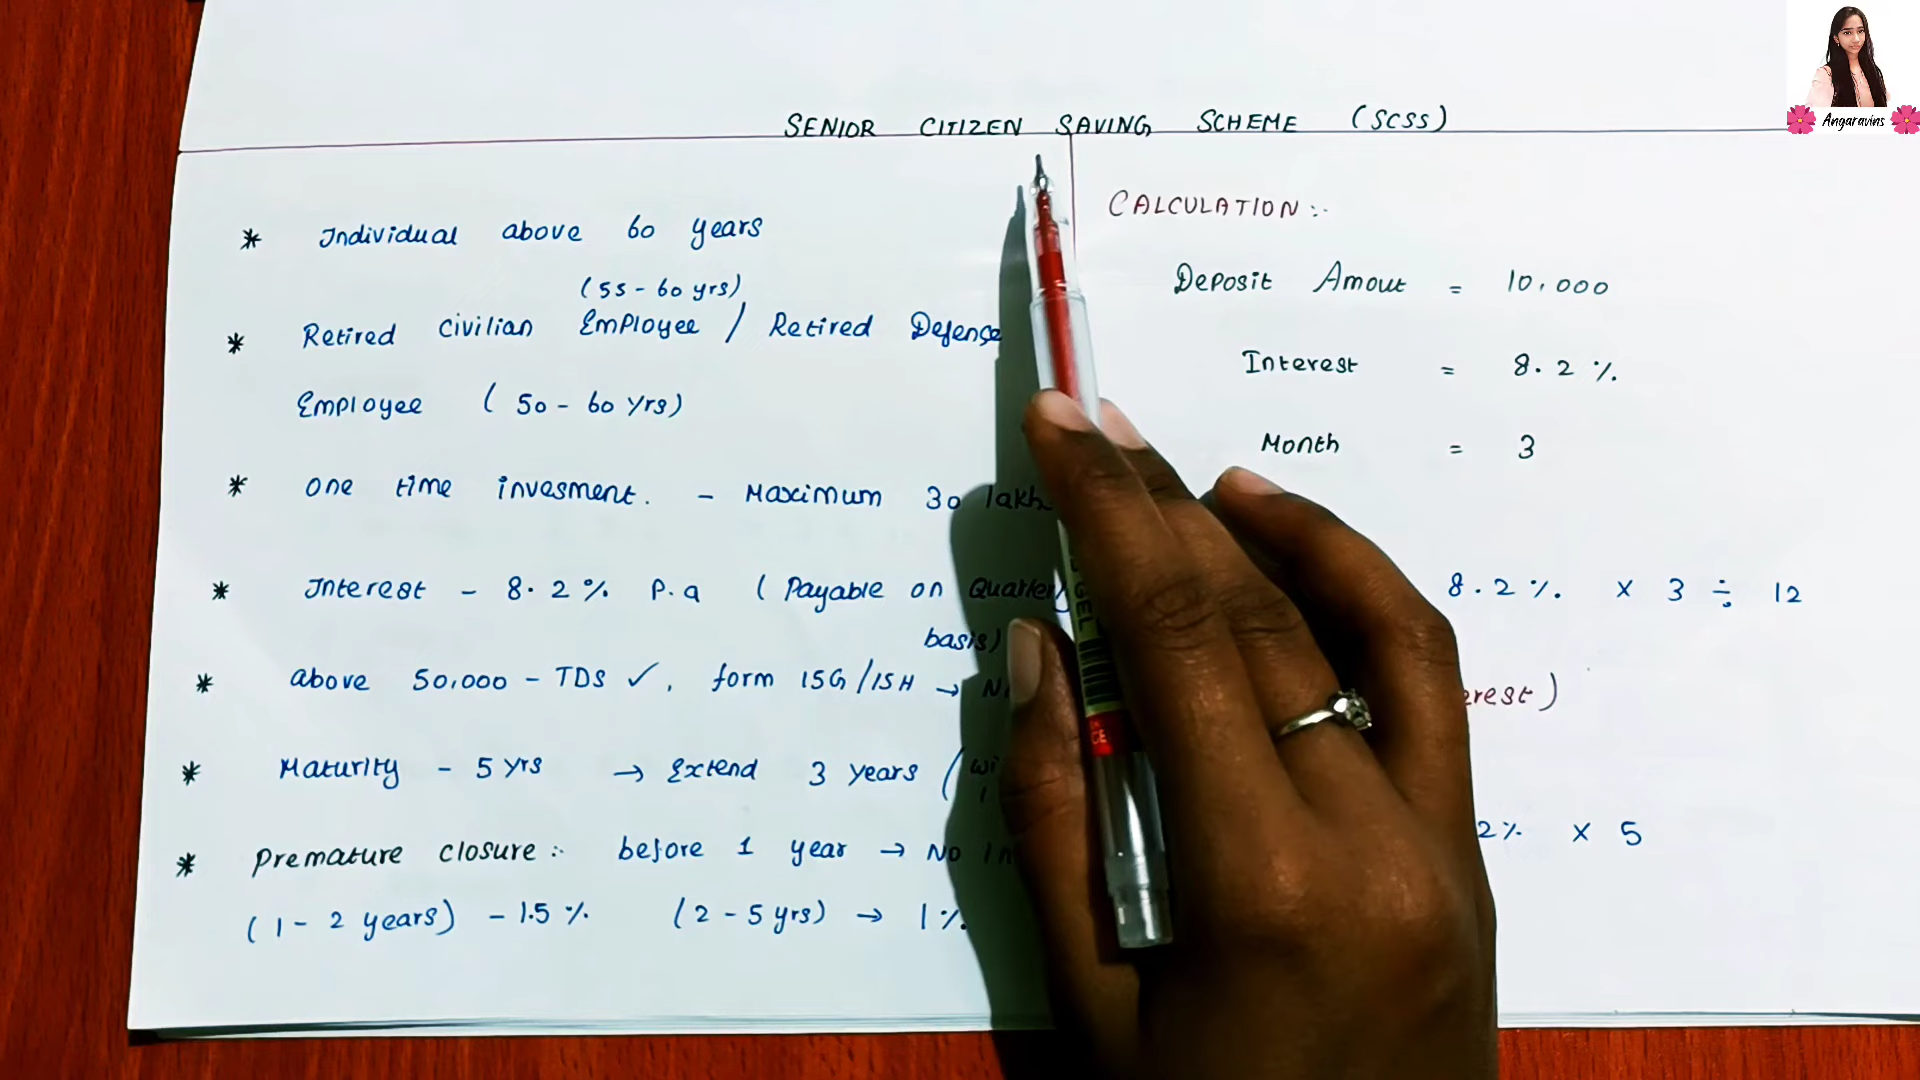 SENIOR CITIZEN SAVING SCHEME (SCSS)
* Individual above 60 years
(55-60 yrs)
* Retired civilian Employee / Retired Defense
Employee (50-60 yrs)
* One time invesment. - Maximum 30 lakh
* Interest - 8.2% P.a (Payable on Quarterly
basis)
* above 50,000 - TDS ✓, form 15G/15H →
* Maturity - 5 yrs → Extend 3 years (
* Premature closure :- before 1 year → No
(1-2 years) - 1.5% (2-5 yrs) → 1%
CALCULATION :-
Deposit Amout = 10,000
Interest = 8.2%
Month = 3
8.2% x 3 ÷ 12
2% x 5
Angaravins